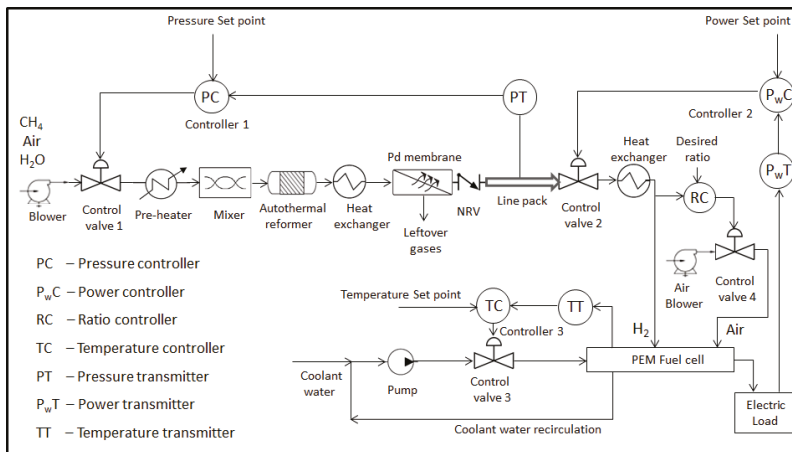 Pressure Set point
Power Set point
PC
PT
PwC
Controller 1
Controller 2
CH4
Air
H2O
Heat
exchanger
Desired
ratio
PwT
Pd membrane
RC
Blower
Control
valve 1
Pre-heater
Mixer
Autothermal
reformer
Heat
exchanger
NRV
Line pack
Control
valve 2
Leftover
gases
Air
Blower
Control
valve 4
PC – Pressure controller
PwC – Power controller
RC – Ratio controller
TC – Temperature controller
PT – Pressure transmitter
PwT – Power transmitter
TT – Temperature transmitter
Temperature Set point
TC
TT
Controller 3
H2
Air
Coolant
water
Pump
Control
valve 3
PEM Fuel cell
Electric
Load
Coolant water recirculation